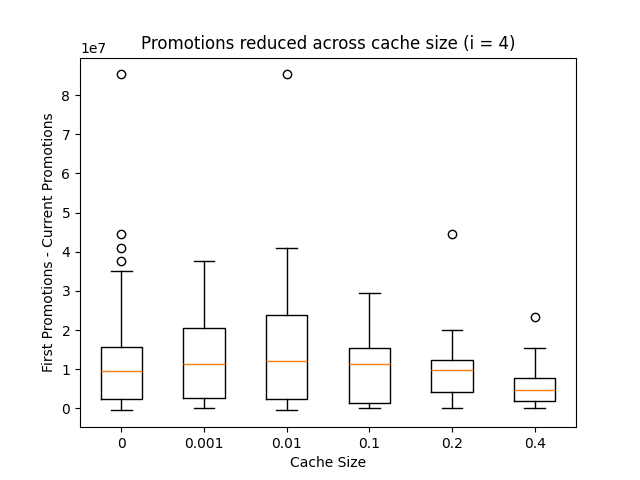 Promotions reduced across cache size (i = 4)
1e7
8
7
6
5
4
3
2
1
0
First Promotions - Current Promotions
0 0.001 0.01 0.1 0.2 0.4
Cache Size